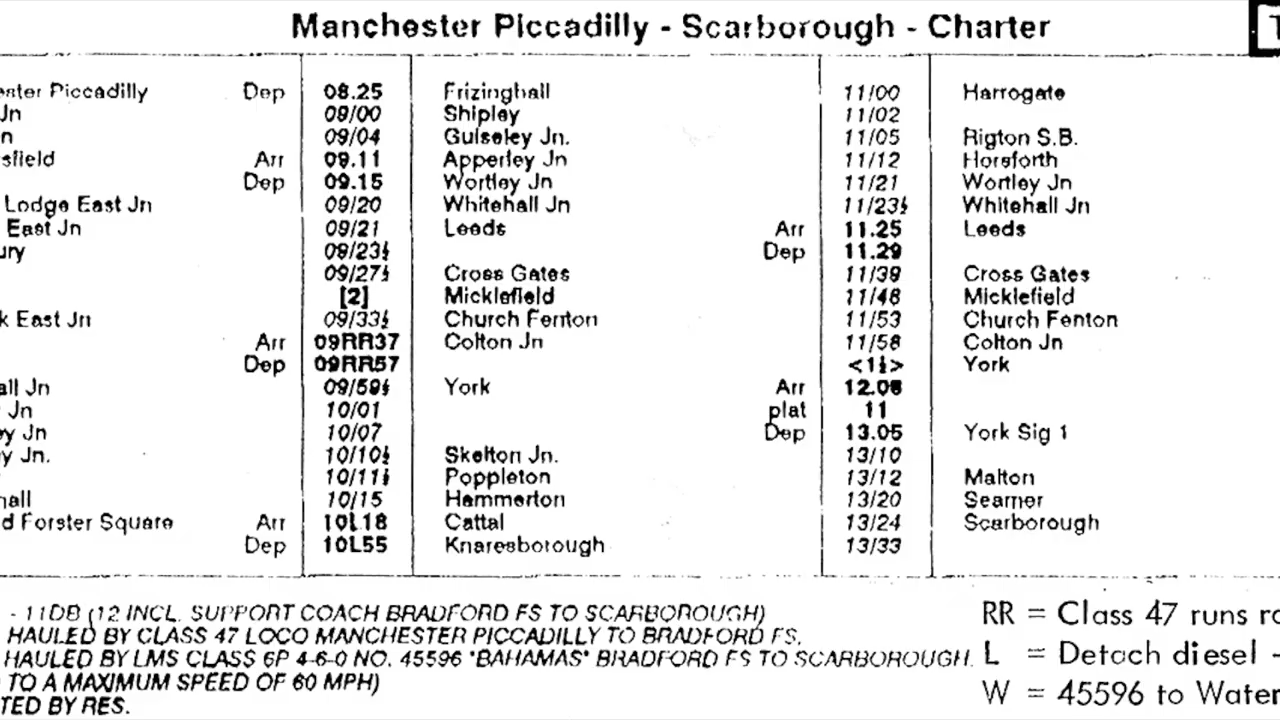 Manchester Piccadilly - Scarborough - Charter
ster Piccadilly Dep 08.25 Frizinghall 11/00 Harrogate
Jn 09/00 Shipley 11/02
n 09/04 Guiseley Jn. 11/05 Rigton S.B.
sfield Arr 09.11 Apperley Jn 11/12 Horsforth
Dep 09.15 Wortley Jn 11/21 Wortley Jn
Lodge East Jn 09/20 Whitehall Jn 11/23½ Whitehall Jn
East Jn 09/21 Leeds Arr 11.25 Leeds
ury 09/23½ Dep 11.29
09/27½ Cross Gates 11/39 Cross Gates
[2] Micklefield 11/48 Micklefield
k East Jn 09/33½ Church Fenton 11/53 Church Fenton
Arr 09RR37 Colton Jn 11/58 Colton Jn
Dep 09RR57 <1½> York
all Jn 09/59½ York Arr 12.08
Jn 10/01 plat 11
ey Jn 10/07 Dep 13.05 York Sig 1
y Jn. 10/10½ Skelton Jn. 13/10
10/11½ Poppleton 13/12 Malton
hall 10/15 Hammerton 13/20 Seamer
d Forster Square Arr 10L18 Cattal 13/24 Scarborough
Dep 10L55 Knaresborough 13/33
- 11DB (12 INCL. SUPPORT COACH BRADFORD FS TO SCARBOROUGH)
HAULED BY CLASS 47 LOCO MANCHESTER PICCADILLY TO BRADFORD FS.
HAULED BY LMS CLASS 6P 4-6-0 NO. 45596 "BAHAMAS" BRADFORD FS TO SCARBOROUGH.
TO A MAXIMUM SPEED OF 60 MPH)
TED BY RES.
RR = Class 47 runs ro
L = Detach diesel -
W = 45596 to Water